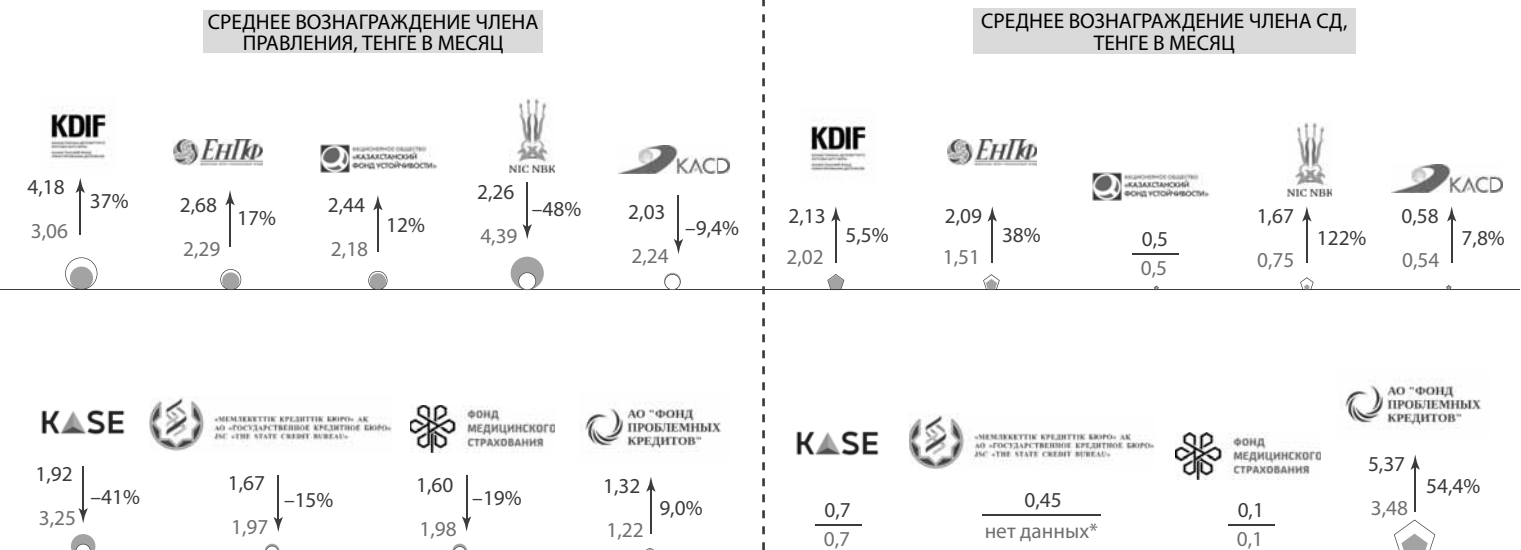 СРЕДНЕЕ ВОЗНАГРАЖДЕНИЕ ЧЛЕНА
ПРАВЛЕНИЯ, ТЕНГЕ В МЕСЯЦ
KDIF
ЕНПФ
АКЦИОНЕРНОЕ ОБЩЕСТВО
«КАЗАХСТАНСКИЙ
ФОНД УСТОЙЧИВОСТИ»
NIC NBK
KACD
4,18
37%
3,06
2,68
17%
2,29
2,44
12%
2,18
2,26
–48%
4,39
2,03
–9,4%
2,24
KASE
«МЕМЛЕКЕТТІК КРЕДИТТІК БЮРО» АҚ
АО «ГОСУДАРСТВЕННОЕ КРЕДИТНОЕ БЮРО»
JSC «THE STATE CREDIT BUREAU»
ФОНД
МЕДИЦИНСКОГО
СТРАХОВАНИЯ
АО "ФОНД
ПРОБЛЕМНЫХ
КРЕДИТОВ"
1,92
–41%
3,25
1,67
–15%
1,97
1,60
–19%
1,98
1,32
9,0%
1,22
СРЕДНЕЕ ВОЗНАГРАЖДЕНИЕ ЧЛЕНА СД,
ТЕНГЕ В МЕСЯЦ
KDIF
ЕНПФ
АКЦИОНЕРНОЕ ОБЩЕСТВО
«КАЗАХСТАНСКИЙ
ФОНД УСТОЙЧИВОСТИ»
NIC NBK
KACD
2,13
5,5%
2,02
2,09
38%
1,51
0,5
0,5
1,67
122%
0,75
0,58
7,8%
0,54
KASE
«МЕМЛЕКЕТТІК КРЕДИТТІК БЮРО» АҚ
АО «ГОСУДАРСТВЕННОЕ КРЕДИТНОЕ БЮРО»
JSC «THE STATE CREDIT BUREAU»
ФОНД
МЕДИЦИНСКОГО
СТРАХОВАНИЯ
АО "ФОНД
ПРОБЛЕМНЫХ
КРЕДИТОВ"
0,7
0,7
0,45
нет данных*
0,1
0,1
5,37
54,4%
3,48